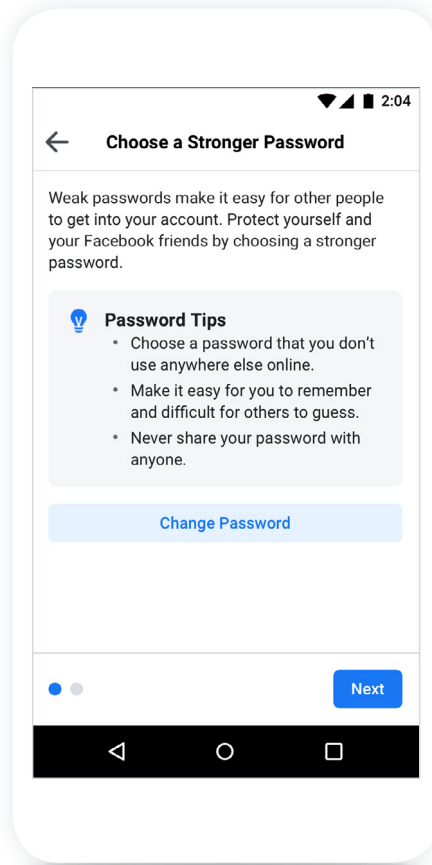 2:04
Choose a Stronger Password
Weak passwords make it easy for other people
to get into your account. Protect yourself and
your Facebook friends by choosing a stronger
password.
Password Tips
• Choose a password that you don't
use anywhere else online.
• Make it easy for you to remember
and difficult for others to guess.
• Never share your password with
anyone.
Change Password
Next